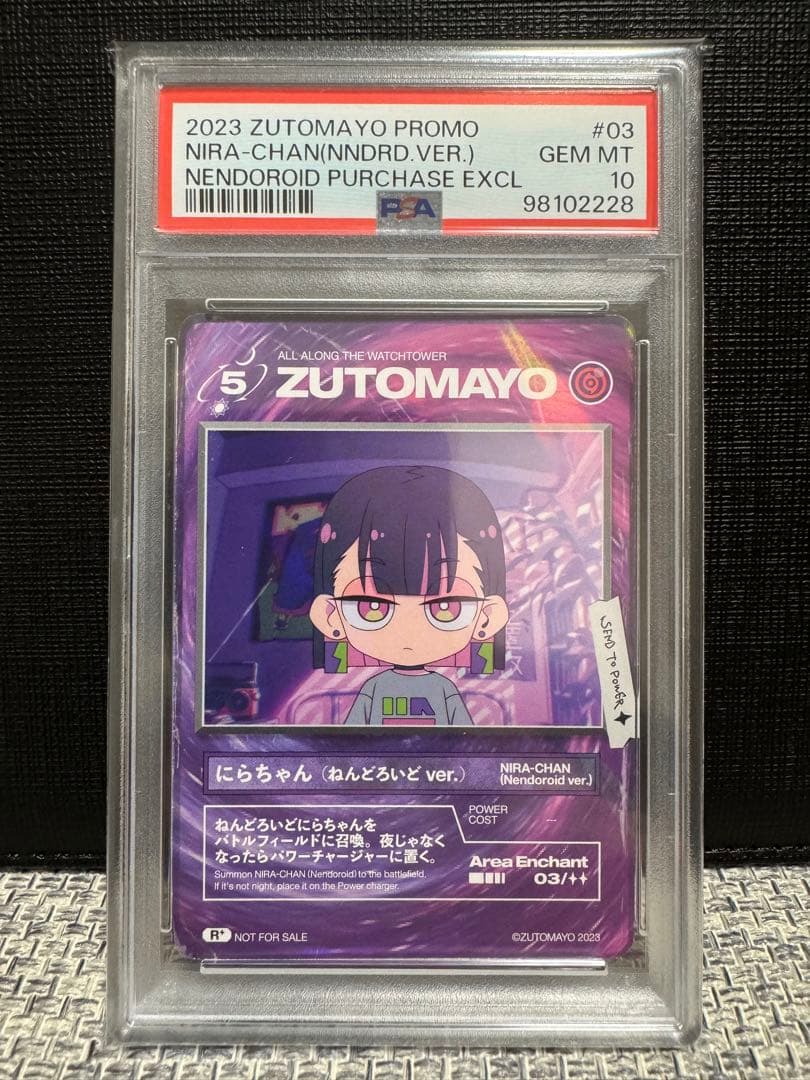 2023 ZUTOMAYO PROMO #03
NIRA-CHAN(NNDRD.VER.) GEM MT
NENDOROID PURCHASE EXCL 10
PSA 98102228
ALL ALONG THE WATCHTOWER
5 ZUTOMAYO
SEND TO POWER
にらちゃん（ねんどろいど ver.） NIRA-CHAN
(Nendoroid ver.)
POWER
COST –
ねんどろいどにらちゃんを
バトルフィールドに召喚。夜じゃなく
なったらパワーチャージャーに置く。
Summon NIRA-CHAN (Nendoroid) to the battlefield.
If it's not night, place it on the Power charger.
Area Enchant
03/✦✦
R+ NOT FOR SALE ©ZUTOMAYO 2023